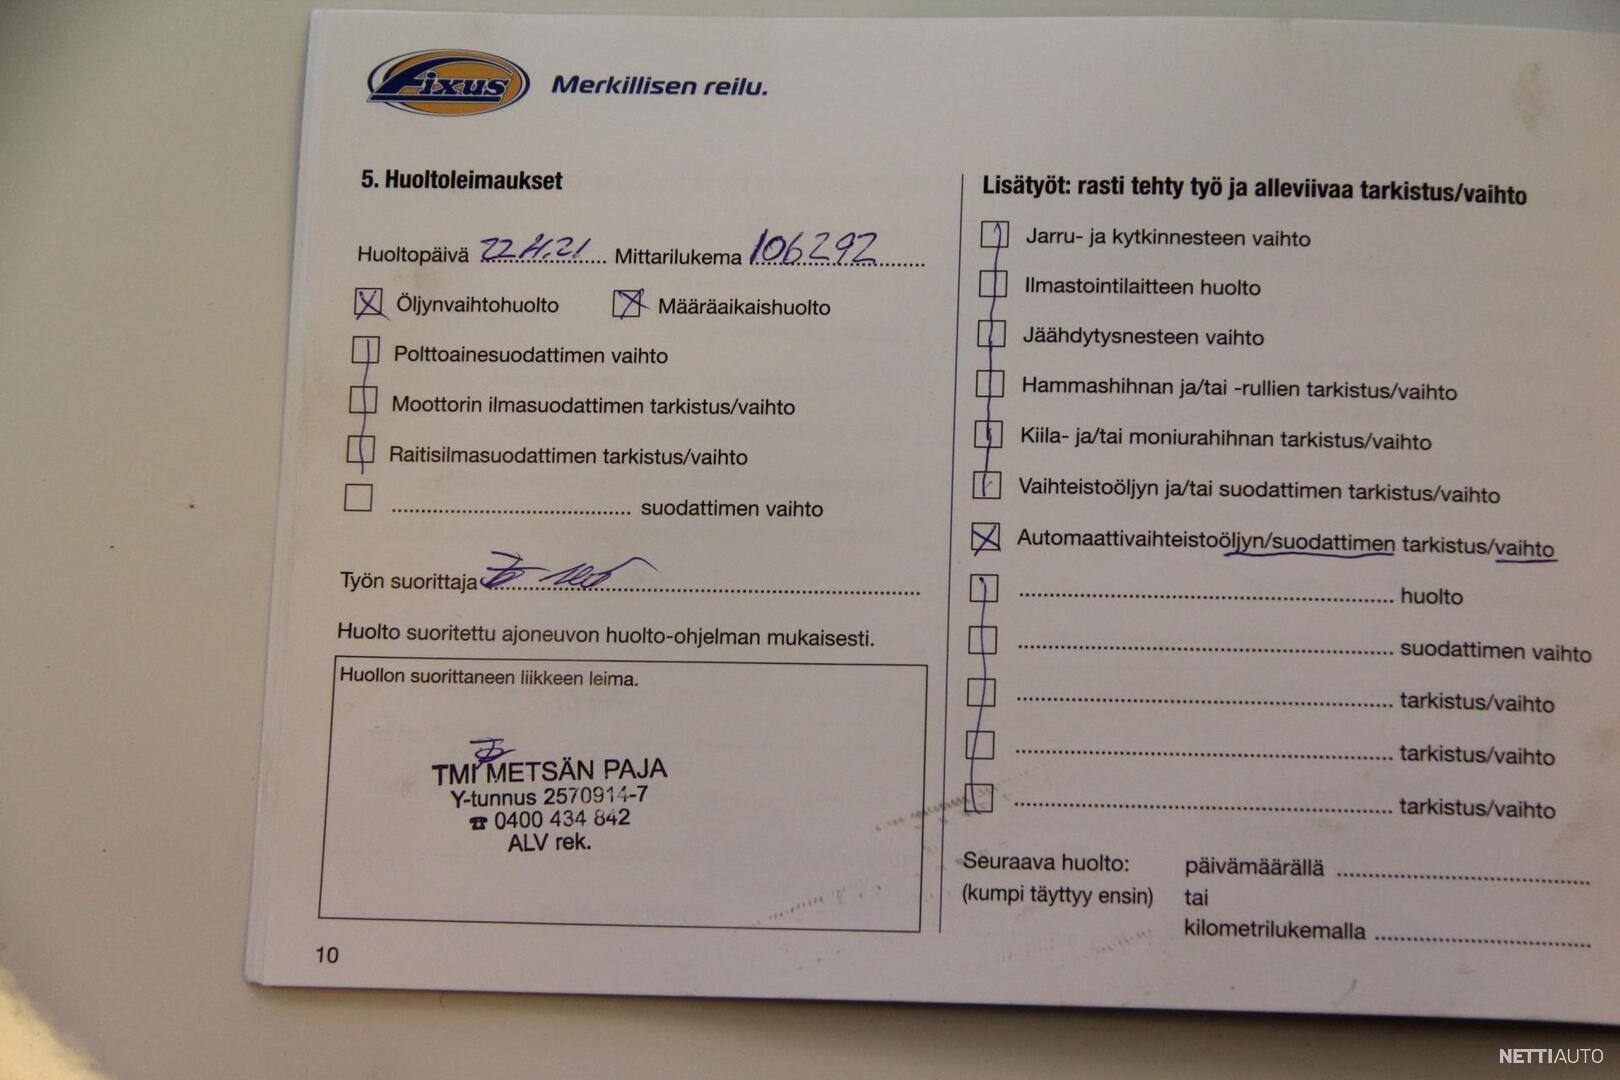 Fixus Merkillisen reilu.
5. Huoltoleimaukset
Huoltopäivä Mittarilukema 106292
Öljynvaihtohuolto Määräaikaishuolto
Polttoainesuodattimen vaihto
Moottorin ilmasuodattimen tarkistus/vaihto
Raitisilmasuodattimen tarkistus/vaihto
........................................ suodattimen vaihto
Työn suorittaja ........................................
Huolto suoritettu ajoneuvon huolto-ohjelman mukaisesti.
Huollon suorittaneen liikkeen leima.
TMI METSÄN PAJA
Y-tunnus 2570914-7
☎ 0400 434 842
ALV rek.
10
Lisätyöt: rasti tehty työ ja alleviivaa tarkistus/vaihto
Jarru- ja kytkinnesteen vaihto
Ilmastointilaitteen huolto
Jäähdytysnesteen vaihto
Hammashihnan ja/tai -rullien tarkistus/vaihto
Kiila- ja/tai moniurahihnan tarkistus/vaihto
Vaihteistoöljyn ja/tai suodattimen tarkistus/vaihto
Automaattivaihteistoöljyn/suodattimen tarkistus/vaihto
........................................ huolto
........................................ suodattimen vaihto
........................................ tarkistus/vaihto
........................................ tarkistus/vaihto
........................................ tarkistus/vaihto
Seuraava huolto: päivämäärällä ........................................
(kumpi täyttyy ensin) tai
kilometrilukemalla ........................................
NETTIAUTO